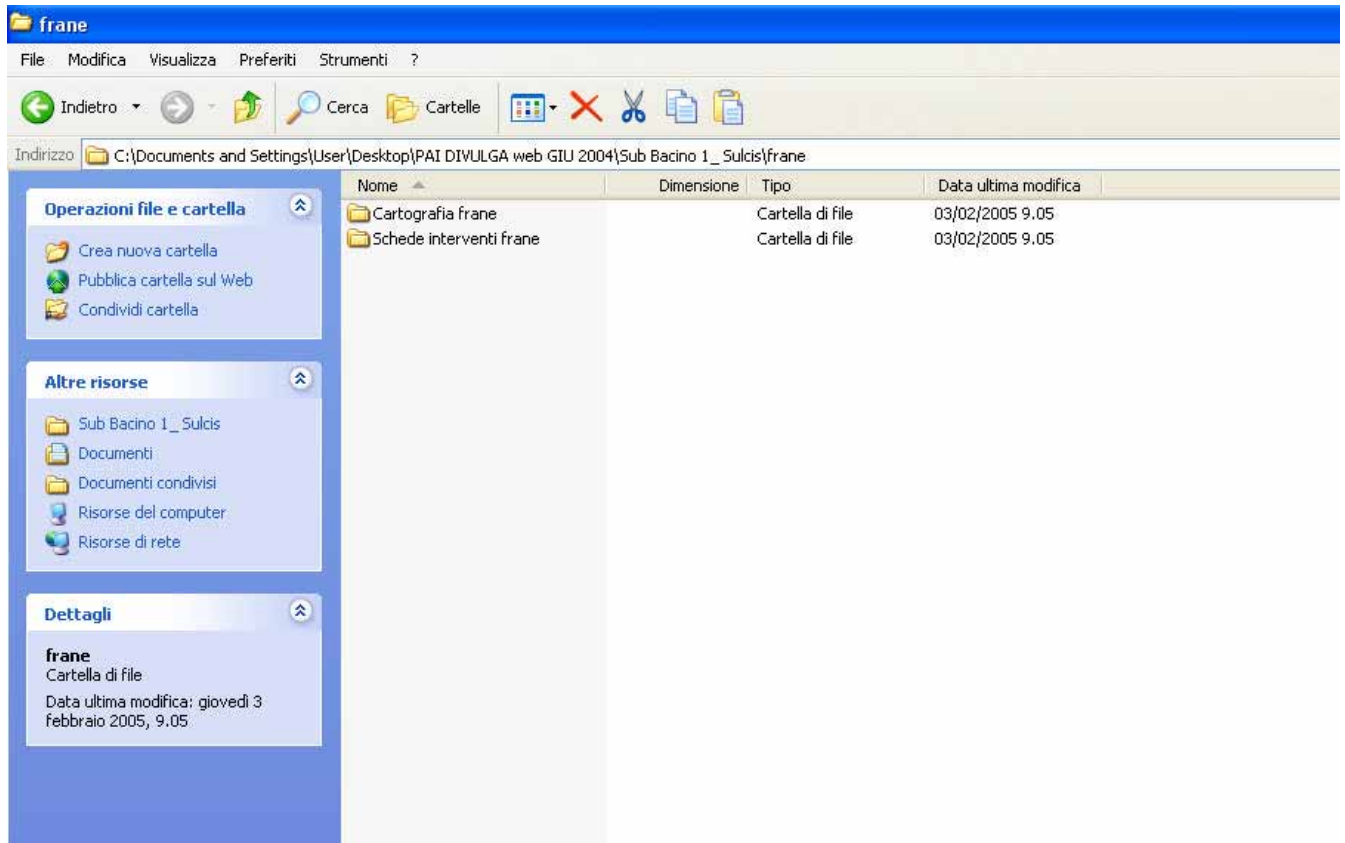 frane
File Modifica Visualizza Preferiti Strumenti ?
Indietro Cerca Cartelle
Indirizzo C:\Documents and Settings\User\Desktop\PAI DIVULGA web GIU 2004\Sub Bacino 1_ Sulcis\frane
Operazioni file e cartella
Crea nuova cartella
Pubblica cartella sul Web
Condividi cartella
Altre risorse
Sub Bacino 1_ Sulcis
Documenti
Documenti condivisi
Risorse del computer
Risorse di rete
Dettagli
frane
Cartella di file
Data ultima modifica: giovedì 3
febbraio 2005, 9.05
Nome Dimensione Tipo Data ultima modifica
Cartografia frane Cartella di file 03/02/2005 9.05
Schede interventi frane Cartella di file 03/02/2005 9.05